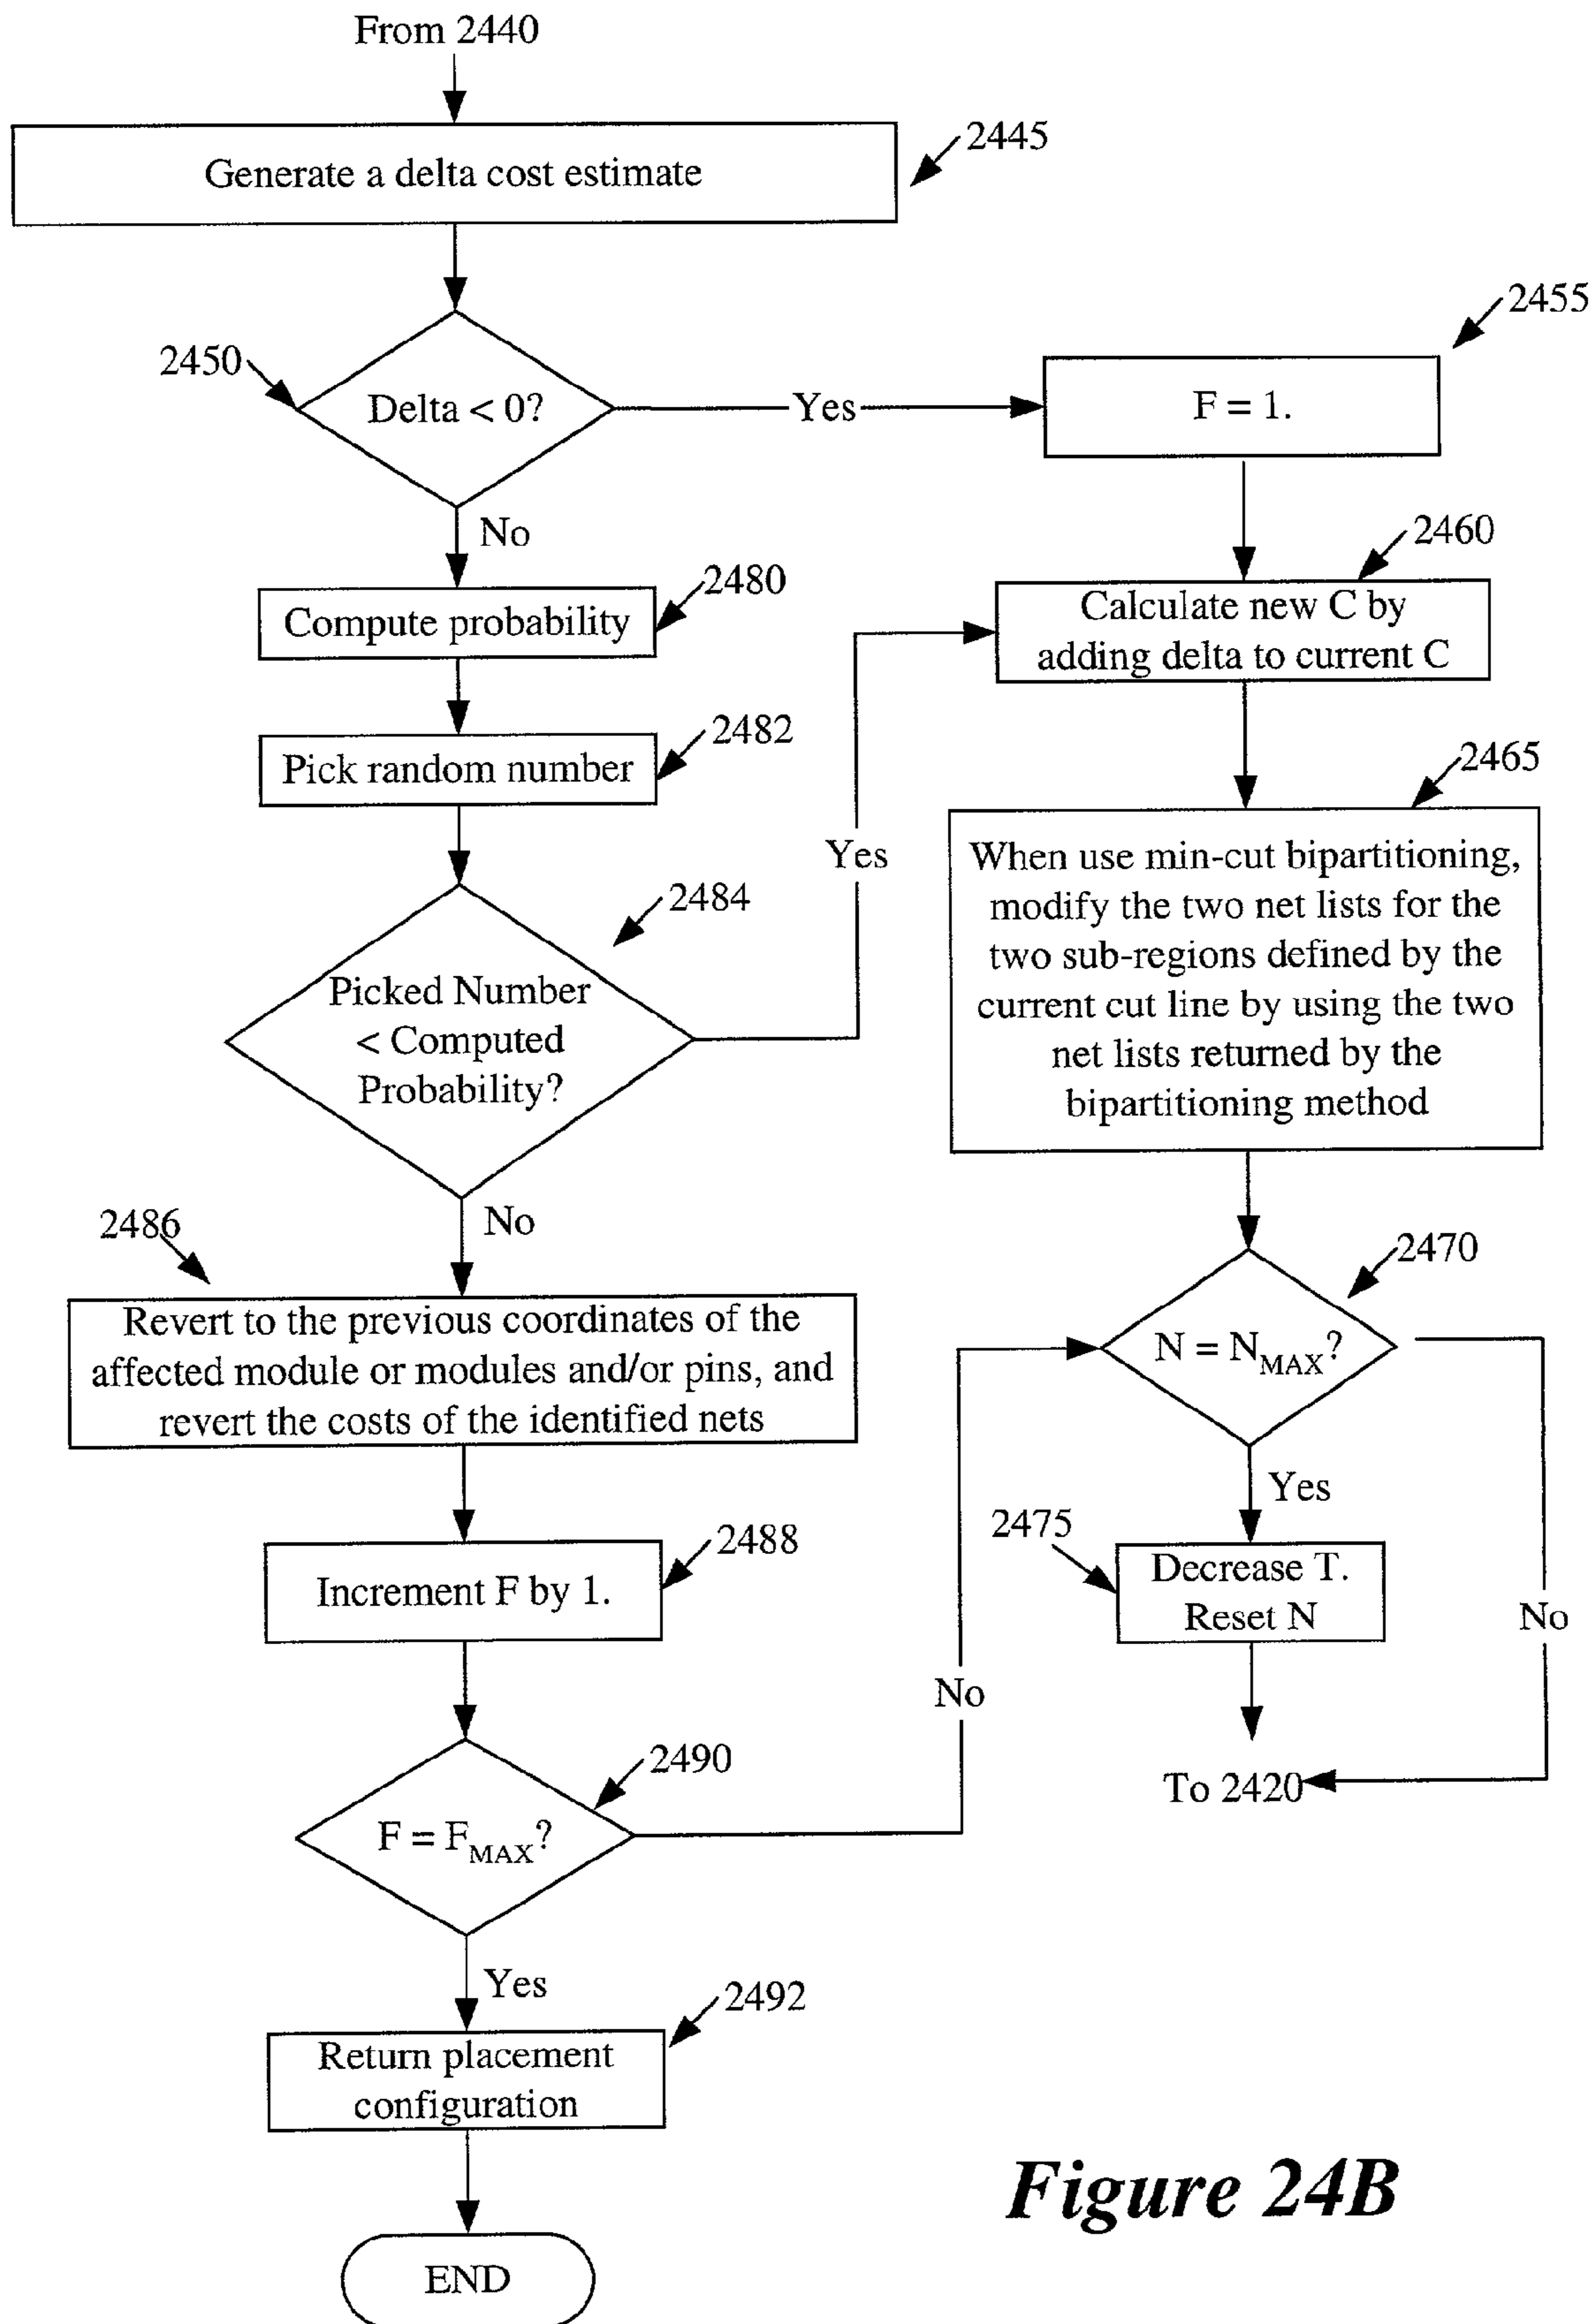 From 2440
2445
Generate a delta cost estimate
2455
2450
Delta < 0?
Yes
F = 1.
No
2460
2480
Calculate new C by
adding delta to current C
Compute probability
2482
Pick random number
2465
Yes
When use min-cut bipartitioning,
modify the two net lists for the
two sub-regions defined by the
current cut line by using the two
net lists returned by the
bipartitioning method
2484
Picked Number
< Computed
Probability?
No
2486
2470
Revert to the previous coordinates of the
affected module or modules and/or pins, and
revert the costs of the identified nets
N = NMAX?
Yes
2475
2488
Decrease T.
Reset N
Increment F by 1.
No
No
2490
To 2420
F = FMAX?
Yes
2492
Return placement
configuration
Figure 24B
END